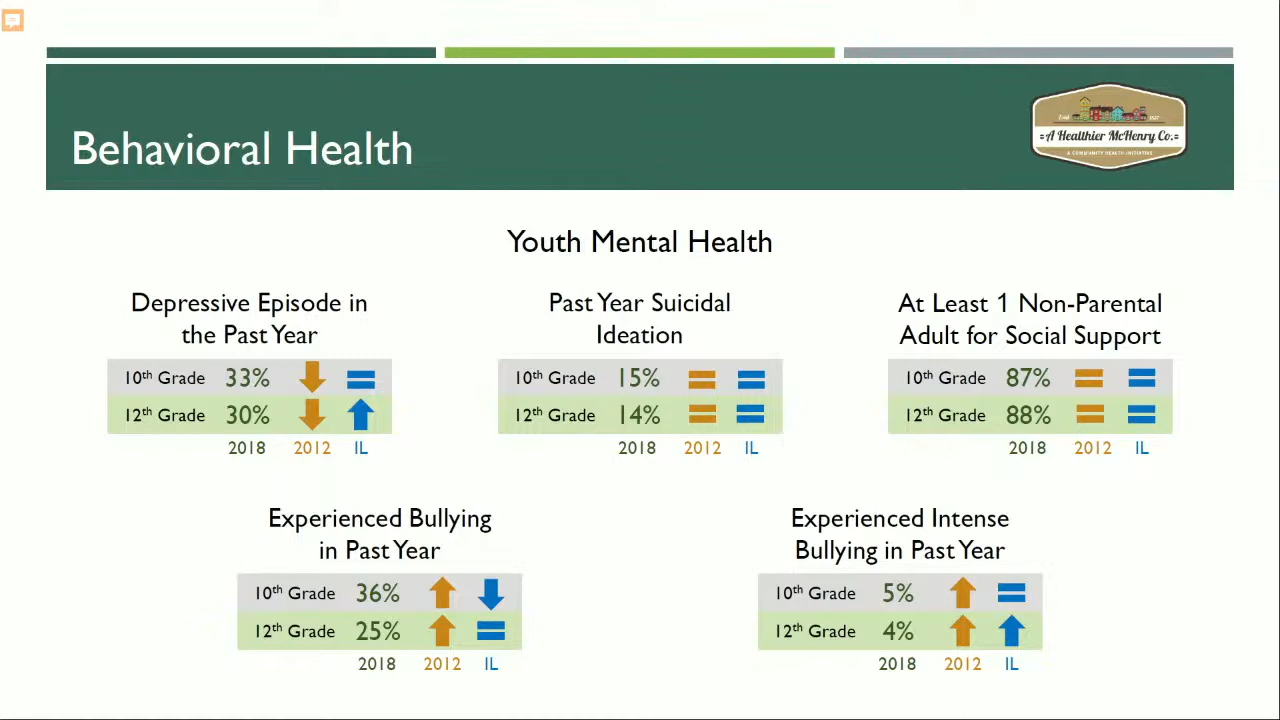 Behavioral Health
A Healthier McHenry Co.
A COMMUNITY HEALTH INITIATIVE
Youth Mental Health
Depressive Episode in
the Past Year
10th Grade 33%
12th Grade 30%
2018 2012 IL
Past Year Suicidal
Ideation
10th Grade 15%
12th Grade 14%
2018 2012 IL
At Least 1 Non-Parental
Adult for Social Support
10th Grade 87%
12th Grade 88%
2018 2012 IL
Experienced Bullying
in Past Year
10th Grade 36%
12th Grade 25%
2018 2012 IL
Experienced Intense
Bullying in Past Year
10th Grade 5%
12th Grade 4%
2018 2012 IL